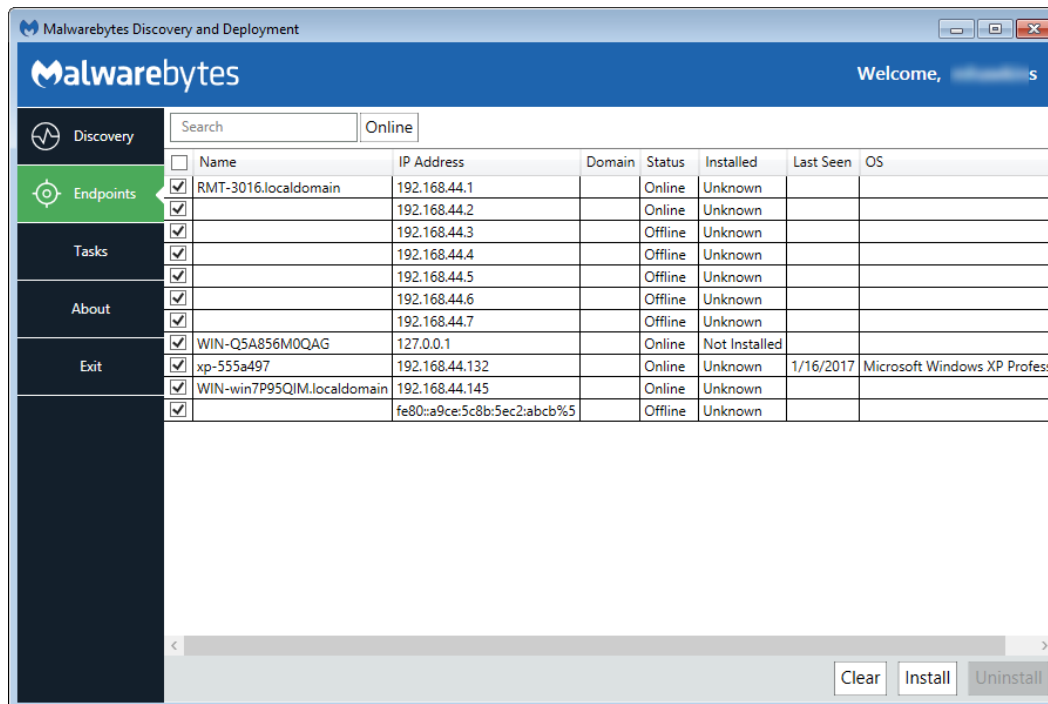 Malwarebytes Discovery and Deployment
Malwarebytes
Welcome, s
Discovery
Endpoints
Tasks
About
Exit
Search Online
Name IP Address Domain Status Installed Last Seen OS
RMT-3016.localdomain 192.168.44.1 Online Unknown
192.168.44.2 Online Unknown
192.168.44.3 Offline Unknown
192.168.44.4 Offline Unknown
192.168.44.5 Offline Unknown
192.168.44.6 Offline Unknown
192.168.44.7 Offline Unknown
WIN-Q5A856M0QAG 127.0.0.1 Online Not Installed
xp-555a497 192.168.44.132 Online Unknown 1/16/2017 Microsoft Windows XP Profess
WIN-win7P95QIM.localdomain 192.168.44.145 Online Unknown
fe80::a9ce:5c8b:5ec2:abcb%5 Offline Unknown
Clear Install Uninstall